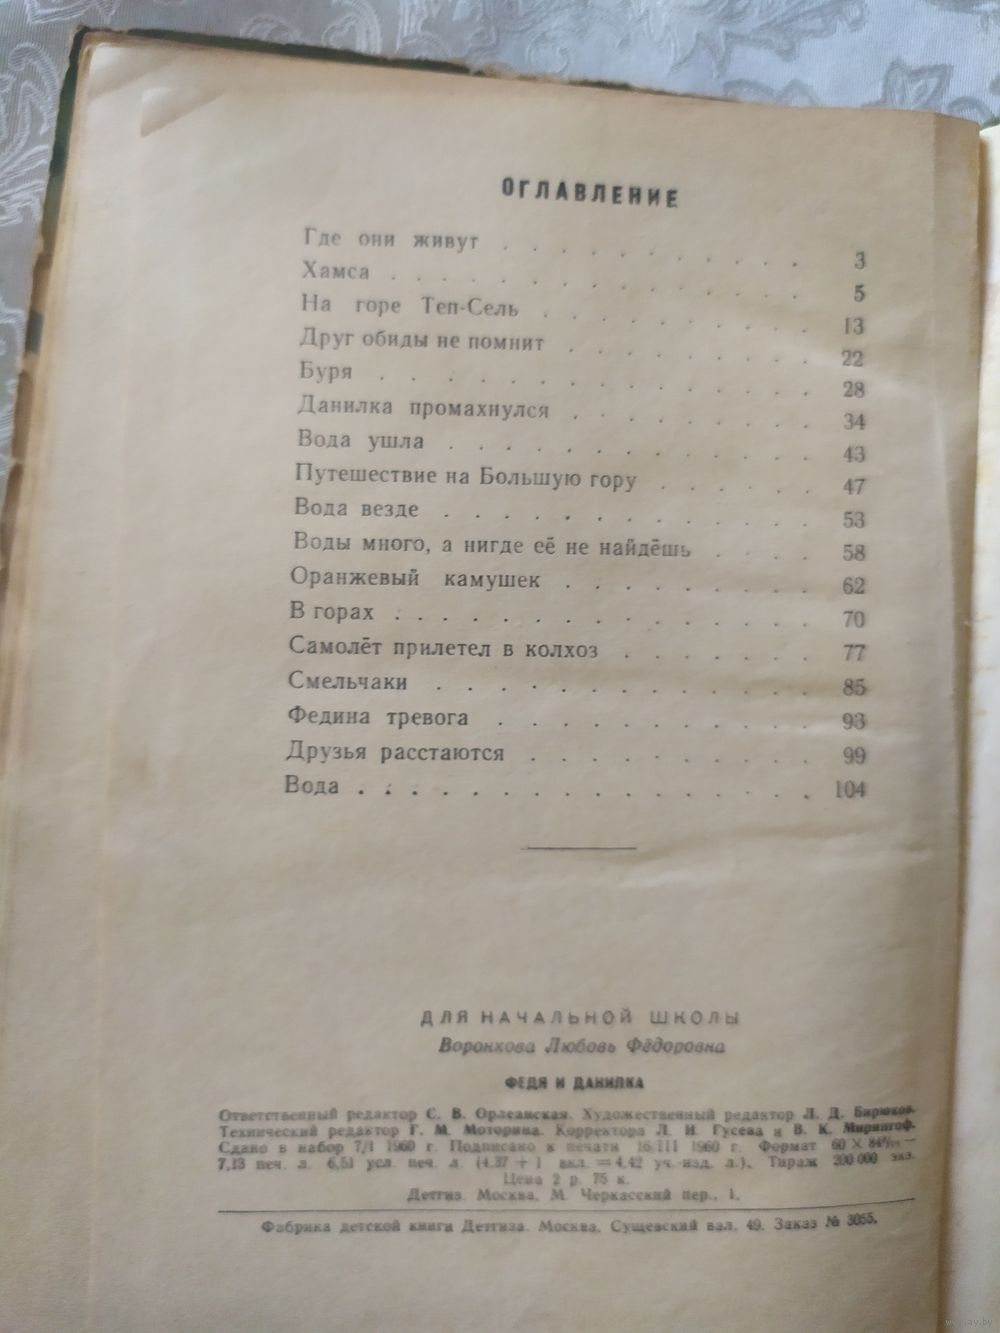 ОГЛАВЛЕНИЕ
Где они живут . . . . . . . . . . . 3
Хамса . . . . . . . . . . . . . . . 5
На горе Теп-Сель . . . . . . . . . . 13
Друг обиды не помнит . . . . . . . . . 22
Буря . . . . . . . . . . . . . . . 28
Данилка промахнулся . . . . . . . . . 34
Вода ушла . . . . . . . . . . . . . 43
Путешествие на Большую гору . . . . . . 47
Вода везде . . . . . . . . . . . . . 53
Воды много, а нигде её не найдёшь . . . . 58
Оранжевый камушек . . . . . . . . . 62
В горах . . . . . . . . . . . . . . 70
Самолёт прилетел в колхоз . . . . . . . 77
Смельчаки . . . . . . . . . . . . . 85
Федина тревога . . . . . . . . . . . 93
Друзья расстаются . . . . . . . . . . 99
Вода . . . . . . . . . . . . . . . . 104
ДЛЯ НАЧАЛЬНОЙ ШКОЛЫ
Воронкова Любовь Фёдоровна
ФЕДЯ И ДАНИЛКА
Ответственный редактор С. В. Орлеанская. Художественный редактор Л. Д. Бирюков.
Технический редактор Г. М. Моторина. Корректора Л. И. Гусева и В. К. Мирингоф.
Сдано в набор 7/I 1960 г. Подписано к печати 16/III 1960 г. Формат 60 × 84¹/₁₆ —
7,13 печ. л. 6,51 усл. печ. л. (4,37 + 1 вкл. = 4,42 уч.-изд. л.). Тираж 200 000 экз.
Цена 2 р. 75 к.
Детгиз. Москва, М. Черкасский пер., 1.
Фабрика детской книги Детгиза. Москва, Сущевский вал, 49. Заказ № 3055.